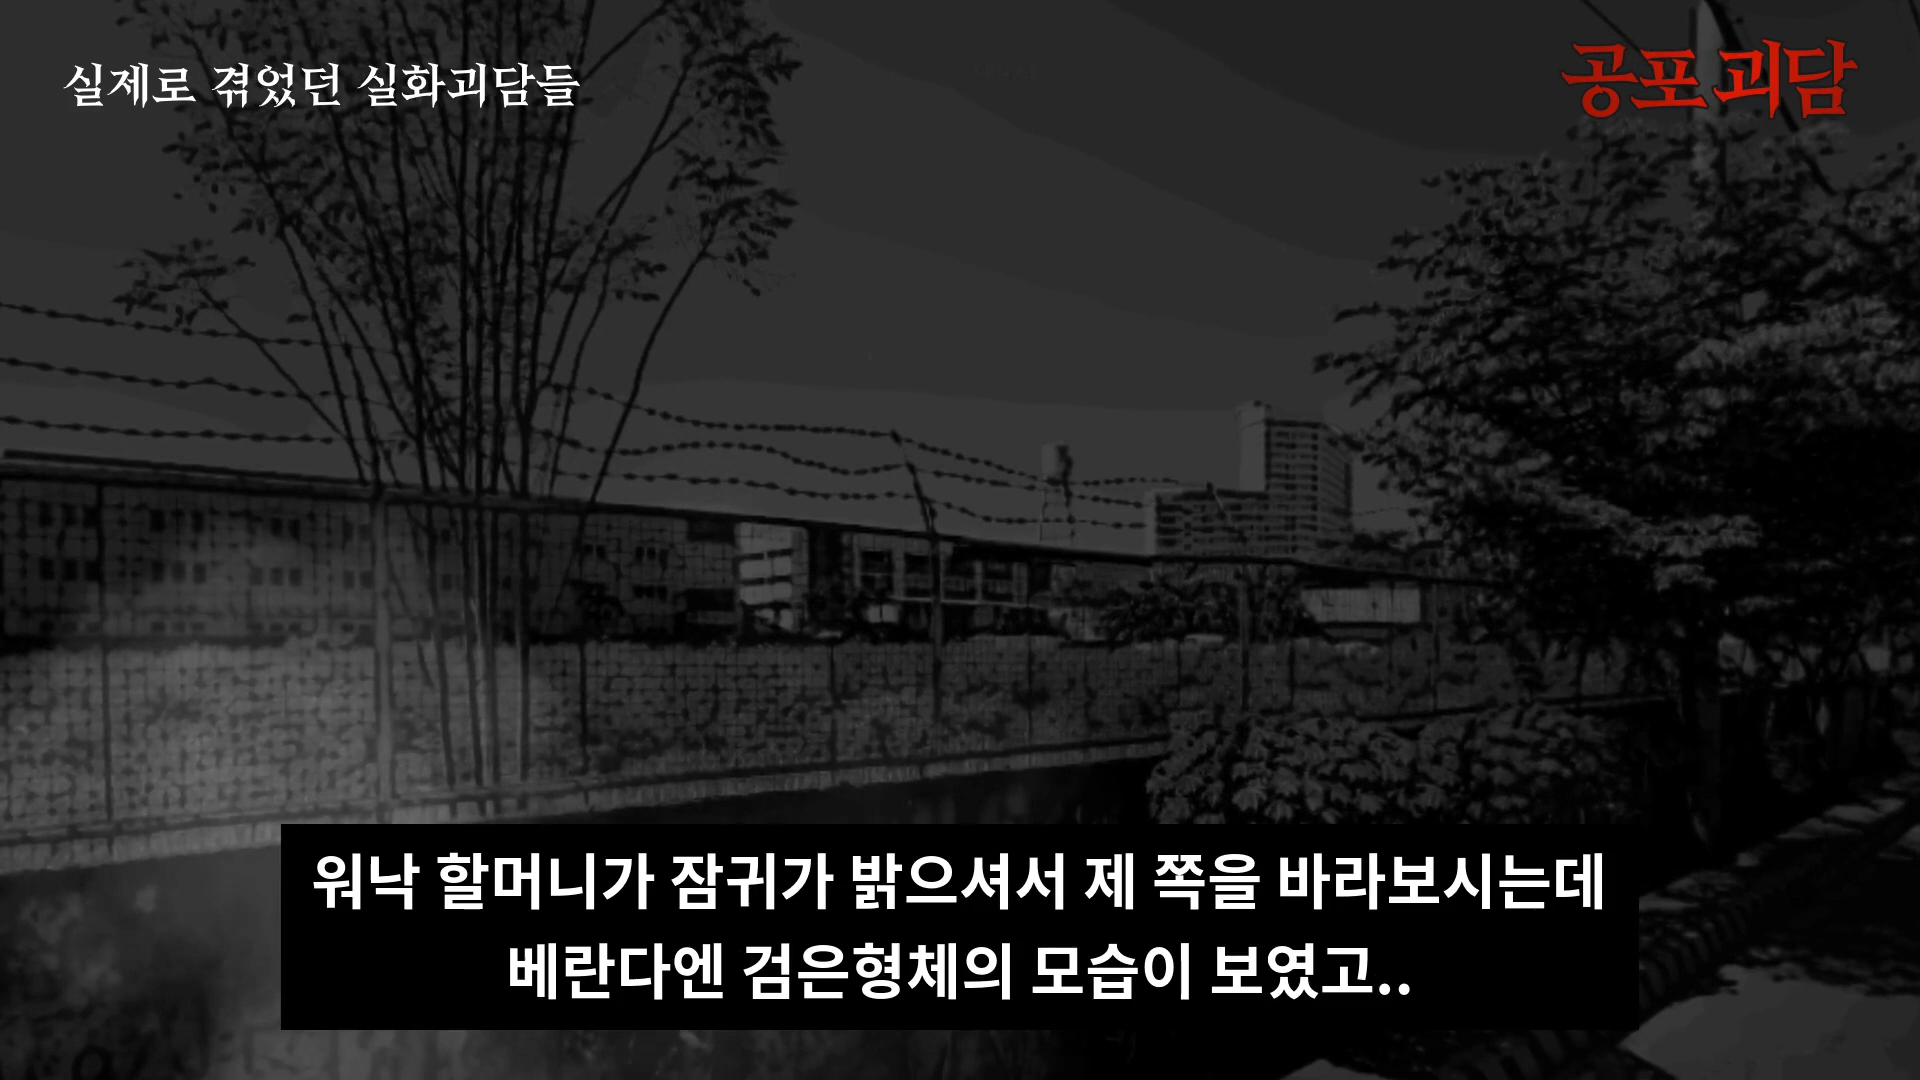 실제로 겪었던 실화괴담들
공포 괴담
워낙 할머니가 잠귀가 밝으셔서 제 쪽을 바라보시는데
베란다엔 검은형체의 모습이 보였고..